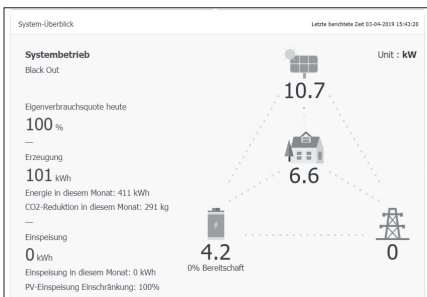 System-Überblick
Letzte berichtete Zeit 03-04-2019 15:43:20
Systembetrieb
Unit : kW
Black Out
10.7
Eigenverbrauchsquote heute
100 %
—
6.6
Erzeugung
101 kWh
Energie in diesem Monat: 411 kWh
CO2-Reduktion in diesem Monat: 291 kg
—
Einspeisung
0 kWh
4.2
0
0% Bereitschaft
Einspeisung in diesem Monat: 0 kWh
PV-Einspeisung Einschränkung: 100%